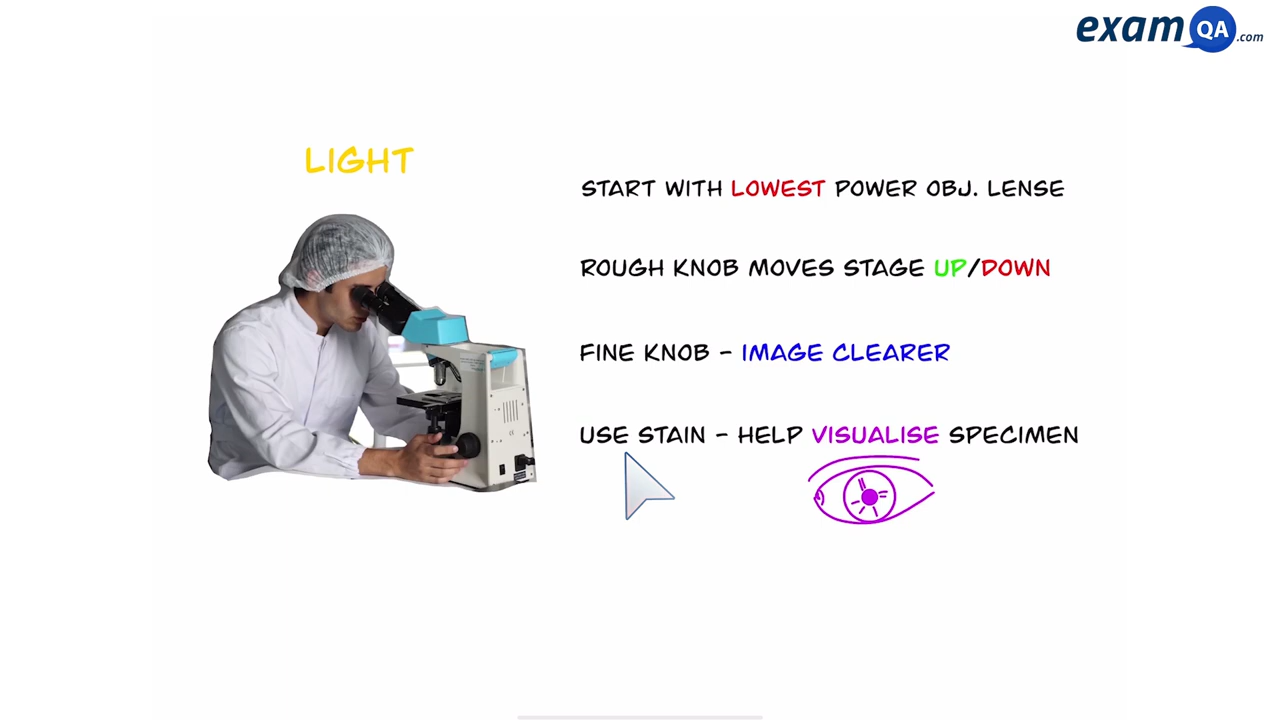 examQA.com
LIGHT
START WITH LOWEST POWER OBJ. LENSE
ROUGH KNOB MOVES STAGE UP/DOWN
FINE KNOB - IMAGE CLEARER
USE STAIN - HELP VISUALISE SPECIMEN